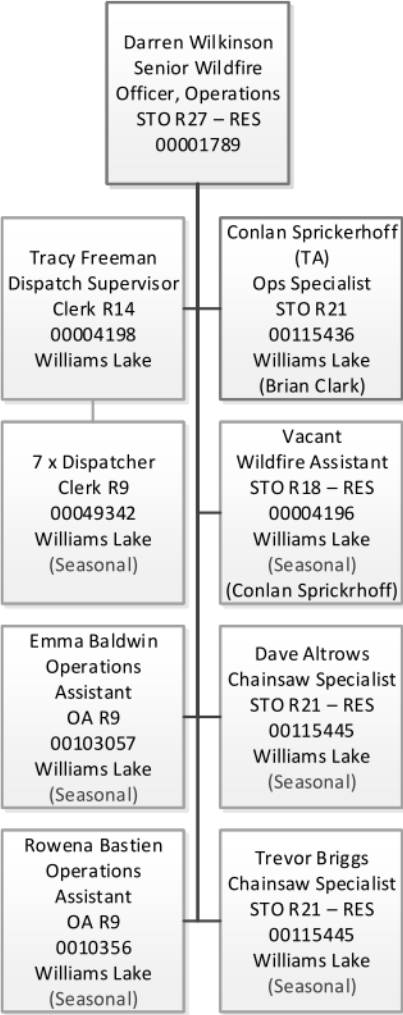 Darren Wilkinson
Senior Wildfire
Officer, Operations
STO R27 – RES
00001789
Tracy Freeman
Dispatch Supervisor
Clerk R14
00004198
Williams Lake
Conlan Sprickerhoff
(TA)
Ops Specialist
STO R21
00115436
Williams Lake
(Brian Clark)
7 x Dispatcher
Clerk R9
00049342
Williams Lake
(Seasonal)
Vacant
Wildfire Assistant
STO R18 – RES
00004196
Williams Lake
(Seasonal)
(Conlan Sprickrhoff)
Emma Baldwin
Operations
Assistant
OA R9
00103057
Williams Lake
(Seasonal)
Dave Altrows
Chainsaw Specialist
STO R21 – RES
00115445
Williams Lake
(Seasonal)
Rowena Bastien
Operations
Assistant
OA R9
0010356
Williams Lake
(Seasonal)
Trevor Briggs
Chainsaw Specialist
STO R21 – RES
00115445
Williams Lake
(Seasonal)